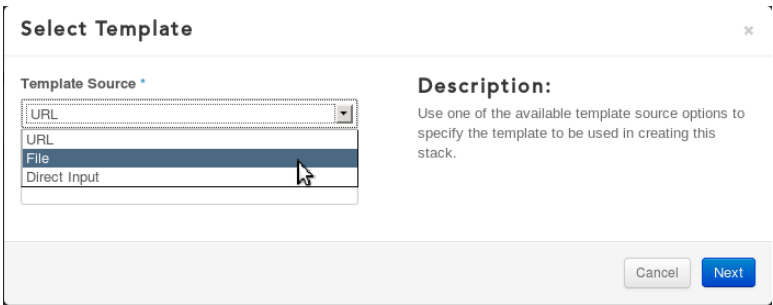 Select Template
×
Template Source *
URL
URL
File
Direct Input
Description:
Use one of the available template source options to
specify the template to be used in creating this
stack.
Cancel
Next